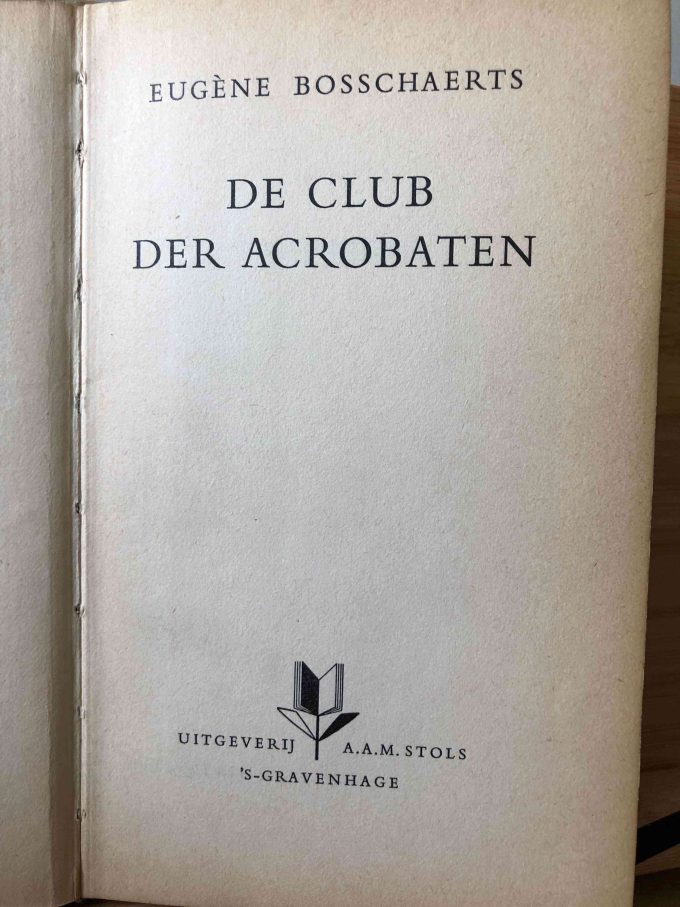 EUGÈNE BOSSCHAERTS
DE CLUB
DER ACROBATEN
UITGEVERIJ A.A.M. STOLS
'S-GRAVENHAGE